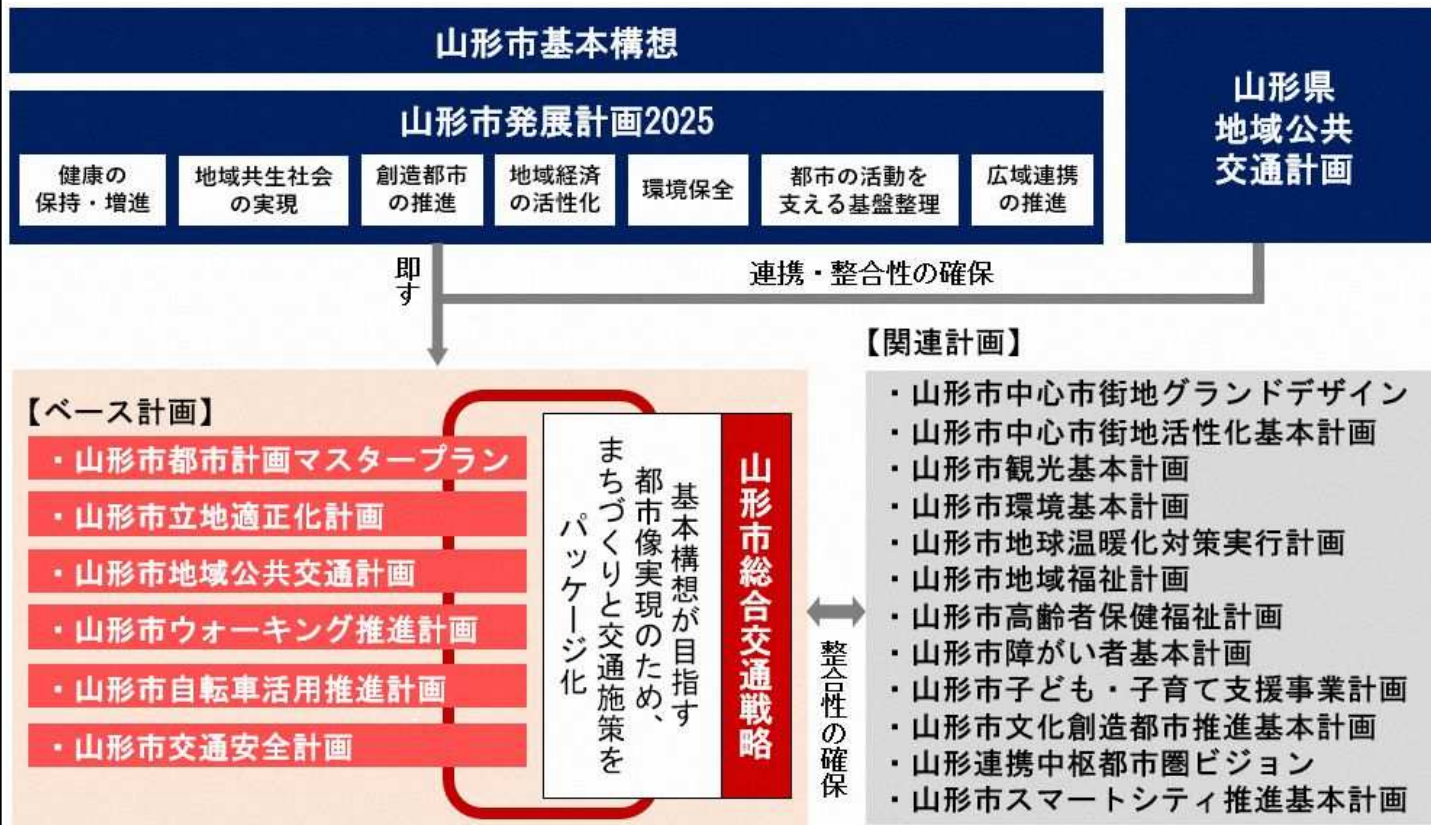 山形市基本構想
山形県
地域公共
交通計画
山形市発展計画2025
健康の
保持・増進
地域共生社会
の実現
創造都市
の推進
地域経済
の活性化
環境保全
都市の活動を
支える基盤整理
広域連携
の推進
即す
連携・整合性の確保
【ベース計画】
・山形市都市計画マスタープラン
・山形市立地適正化計画
・山形市地域公共交通計画
・山形市ウォーキング推進計画
・山形市自転車活用推進計画
・山形市交通安全計画
山形市総合交通戦略
基本構想が目指す
都市像実現のため、
まちづくりと交通施策を
パッケージ化
整合性の確保
【関連計画】
・山形市中心市街地グランドデザイン
・山形市中心市街地活性化基本計画
・山形市観光基本計画
・山形市環境基本計画
・山形市地球温暖化対策実行計画
・山形市地域福祉計画
・山形市高齢者保健福祉計画
・山形市障がい者基本計画
・山形市子ども・子育て支援事業計画
・山形市文化創造都市推進基本計画
・山形連携中枢都市圏ビジョン
・山形市スマートシティ推進基本計画